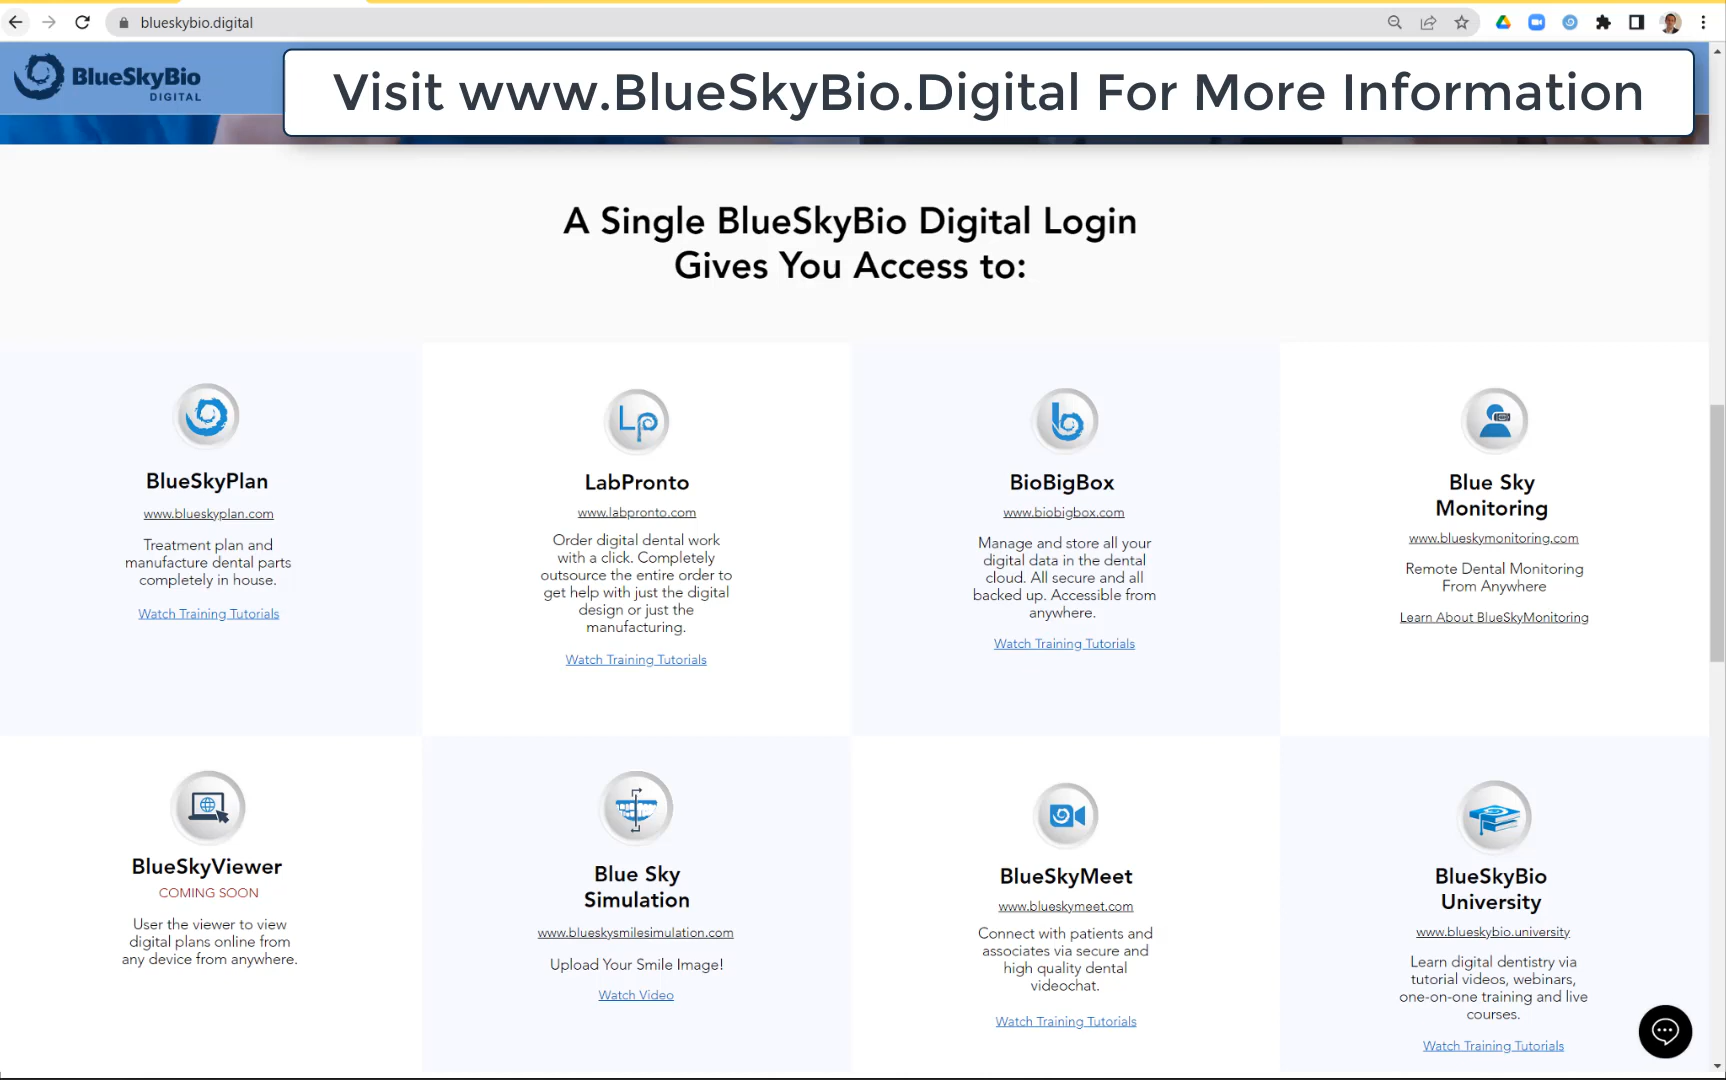 blueskybio.digital
BlueSkyBio
DIGITAL
Visit www.BlueSkyBio.Digital For More Information
A Single BlueSkyBio Digital Login
Gives You Access to:
BlueSkyPlan
www.blueskyplan.com
Treatment plan and
manufacture dental parts
completely in house.
Watch Training Tutorials
Lp
LabPronto
www.labpronto.com
Order digital dental work
with a click. Completely
outsource the entire order to
get help with just the digital
design or just the
manufacturing.
Watch Training Tutorials
b
BioBigBox
www.biobigbox.com
Manage and store all your
digital data in the dental
cloud. All secure and all
backed up. Accessible from
anywhere.
Watch Training Tutorials
Blue Sky
Monitoring
www.blueskymonitoring.com
Remote Dental Monitoring
From Anywhere
Learn About BlueSkyMonitoring
BlueSkyViewer
COMING SOON
User the viewer to view
digital plans online from
any device from anywhere.
Blue Sky
Simulation
www.blueskysmilesimulation.com
Upload Your Smile Image!
Watch Video
BlueSkyMeet
www.blueskymeet.com
Connect with patients and
associates via secure and
high quality dental
videochat.
Watch Training Tutorials
BlueSkyBio
University
www.blueskybio.university
Learn digital dentistry via
tutorial videos, webinars,
one-on-one training and live
courses.
Watch Training Tutorials